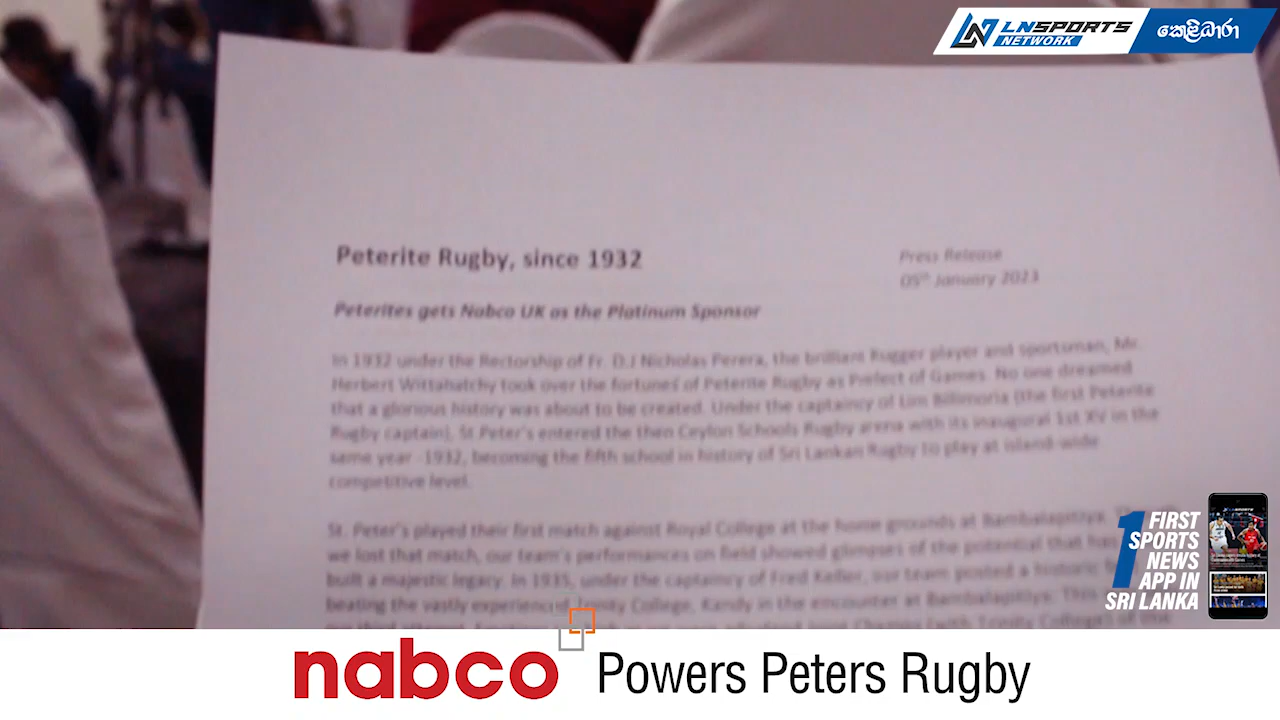 LNSPORTS
NETWORK
කෙළිධාරා
Peterite Rugby, since 1932
Press Release
05th January 2023
Peterites gets Nabco UK as the Platinum Sponsor
In 1932 under the Rectorship of Fr. D.J Nicholas Perera, the brilliant Rugger player and sportsman, Mr.
Herbert Wittahatchy took over the fortunes of Peterite Rugby as Prefect of Games. No one dreamed
that a glorious history was about to be created. Under the captaincy of Lim Billimoria (the first Peterite
Rugby captain), St Peter's entered the then Ceylon Schools Rugby arena with its inaugural 1st XV in the
same year -1932, becoming the fifth school in history of Sri Lankan Rugby to play at island-wide
competitive level.
St. Peter's played their first match against Royal College at the home grounds at Bambalapitiya.
we lost that match, our team's performances on field showed glimpses of the potential that has
built a majestic legacy. In 1935, under the captaincy of Fred Keller, our team posted a historic
beating the vastly experienced Trinity College, Kandy in the encounter at Bambalapitiya. This
1 FIRST
SPORTS
NEWS
APP IN
SRI LANKA
nabco Powers Peters Rugby